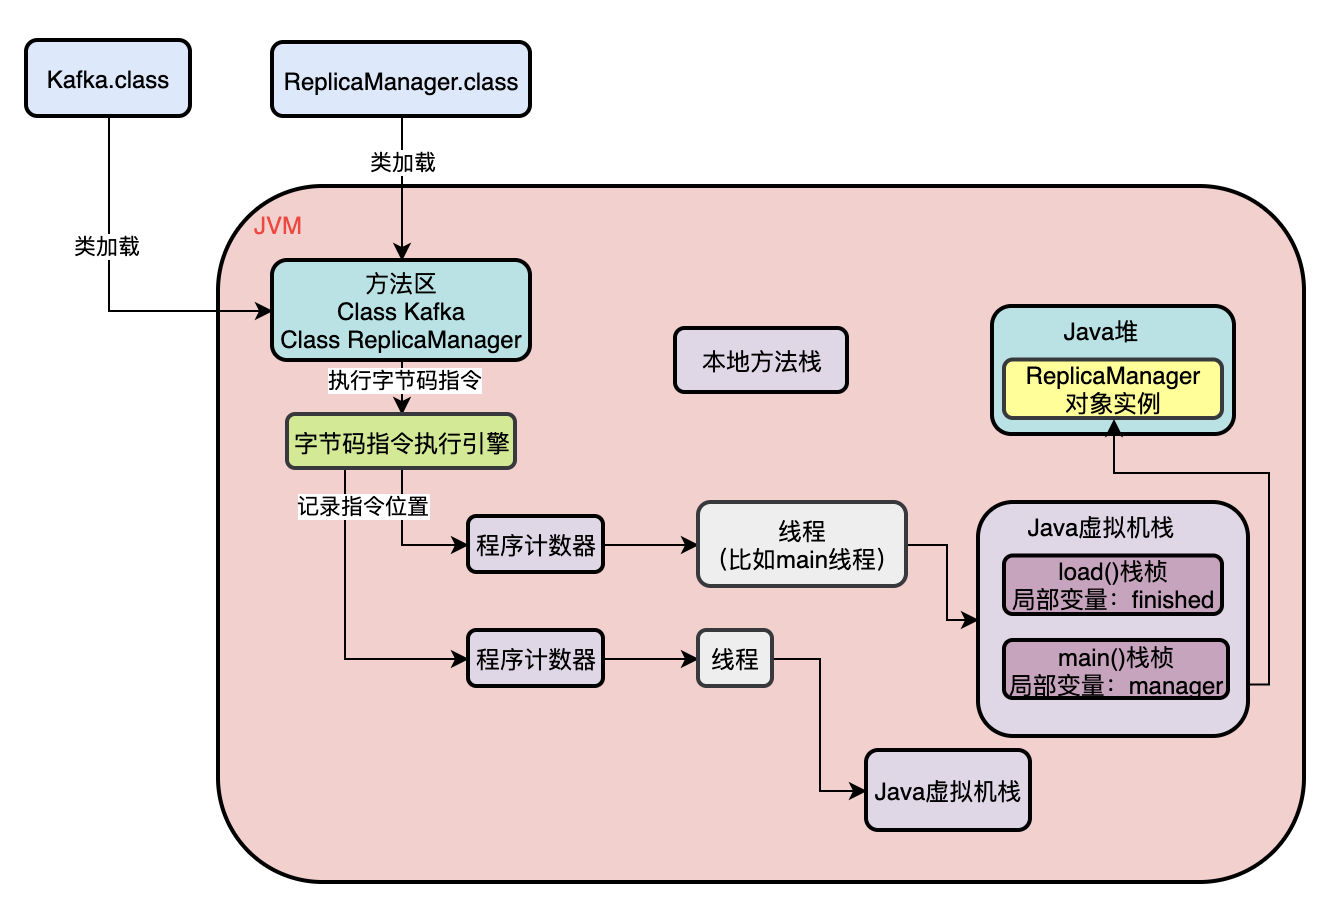 Kafka.class
ReplicaManager.class
类加载
类加载
JVM
方法区
Class Kafka
Class ReplicaManager
执行字节码指令
字节码指令执行引擎
记录指令位置
本地方法栈
Java堆
ReplicaManager
对象实例
程序计数器
线程
（比如main线程）
Java虚拟机栈
load()栈桢
局部变量：finished
main()栈桢
局部变量：manager
程序计数器
线程
Java虚拟机栈